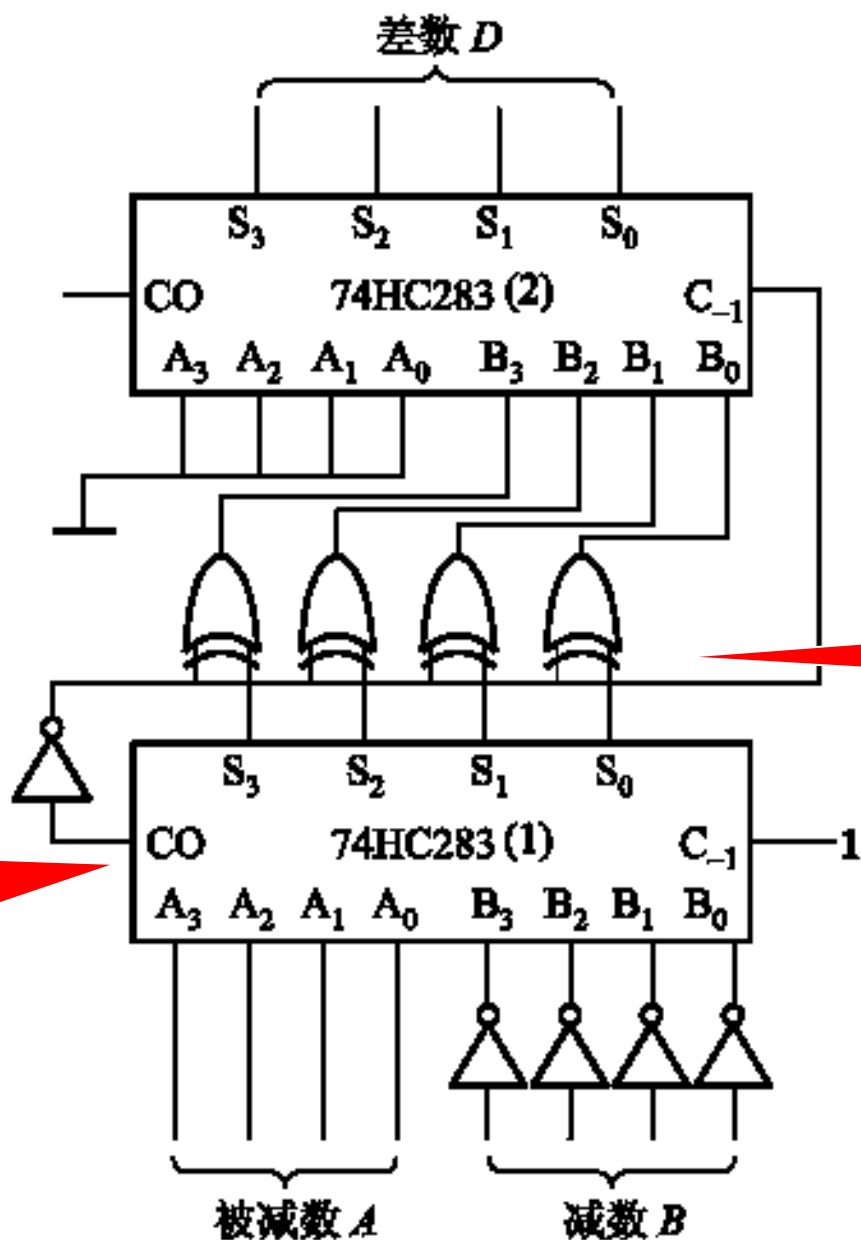 差数 D
S₃ S₂ S₁ S₀
CO 74HC283 (2) C₋₁
A₃ A₂ A₁ A₀ B₃ B₂ B₁ B₀
S₃ S₂ S₁ S₀
CO 74HC283 (1) C₋₁ 1
A₃ A₂ A₁ A₀ B₃ B₂ B₁ B₀
被减数 A 减数 B